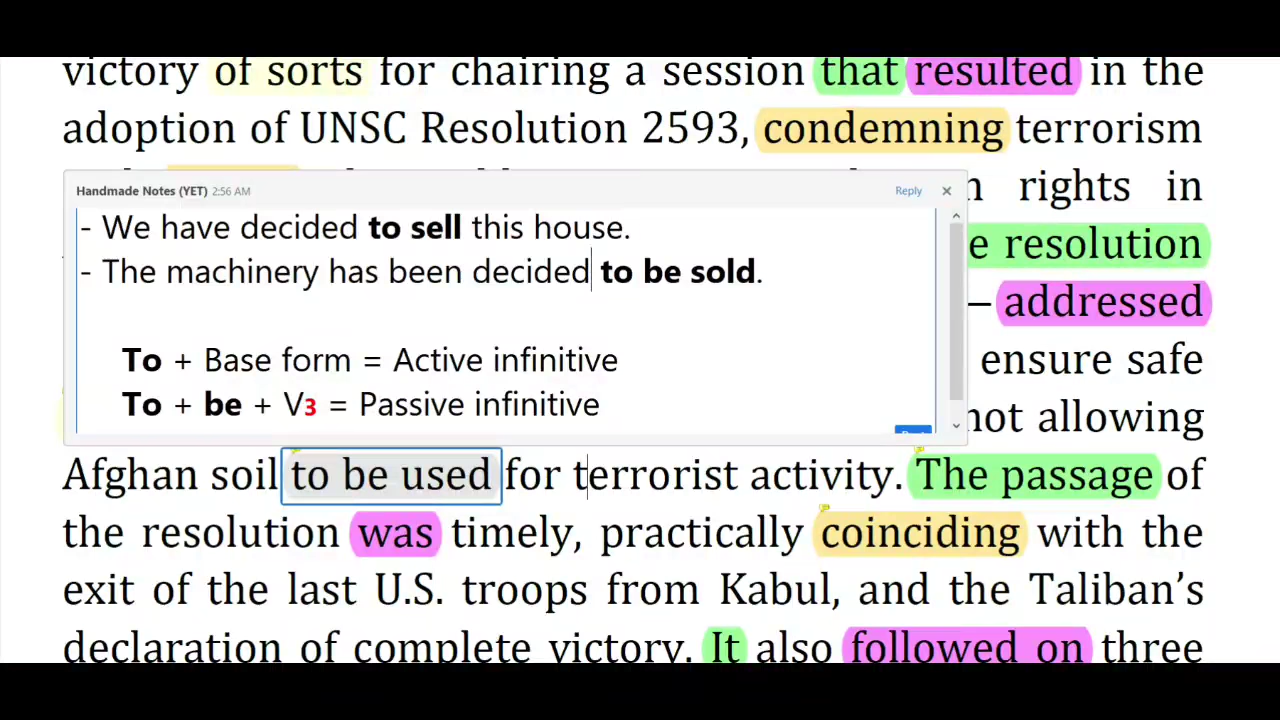 victory of sorts for chairing a session that resulted in the
adoption of UNSC Resolution 2593, condemning terrorism
rights in
Handmade Notes (YET) 2:56 AM Reply
- We have decided to sell this house.
- The machinery has been decided to be sold.
To + Base form = Active infinitive
To + be + V3 = Passive infinitive
resolution
– addressed
ensure safe
not allowing
Afghan soil to be used for terrorist activity. The passage of
the resolution was timely, practically coinciding with the
exit of the last U.S. troops from Kabul, and the Taliban’s
declaration of complete victory. It also followed on three